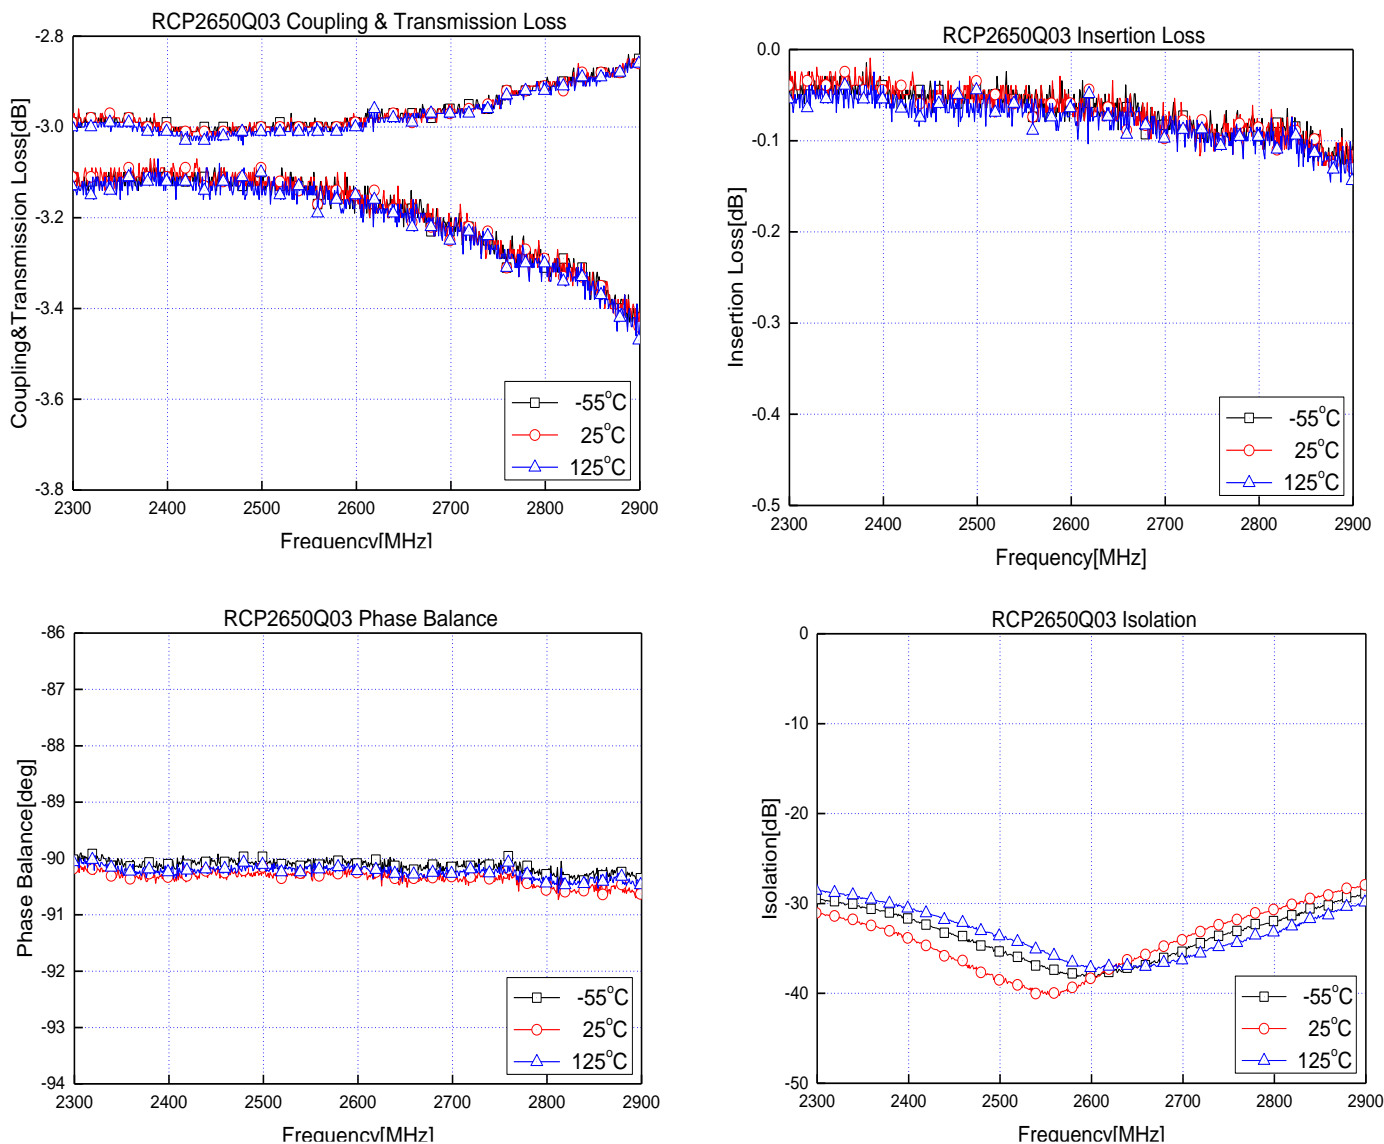 RCP2650Q03 Coupling & Transmission Loss
-2.8
-3.0
-3.2
-3.4
-3.6
-3.8
Coupling&Transmission Loss[dB]
-55°C
25°C
125°C
2300 2400 2500 2600 2700 2800 2900
Frequency[MHz]
RCP2650Q03 Insertion Loss
0.0
-0.1
-0.2
-0.3
-0.4
-0.5
Insertion Loss[dB]
-55°C
25°C
125°C
2300 2400 2500 2600 2700 2800 2900
Frequency[MHz]
RCP2650Q03 Phase Balance
-86
-87
-88
-89
-90
-91
-92
-93
-94
Phase Balance[deg]
-55°C
25°C
125°C
2300 2400 2500 2600 2700 2800 2900
Frequency[MHz]
RCP2650Q03 Isolation
0
-10
-20
-30
-40
-50
Isolation[dB]
-55°C
25°C
125°C
2300 2400 2500 2600 2700 2800 2900
Frequency[MHz]